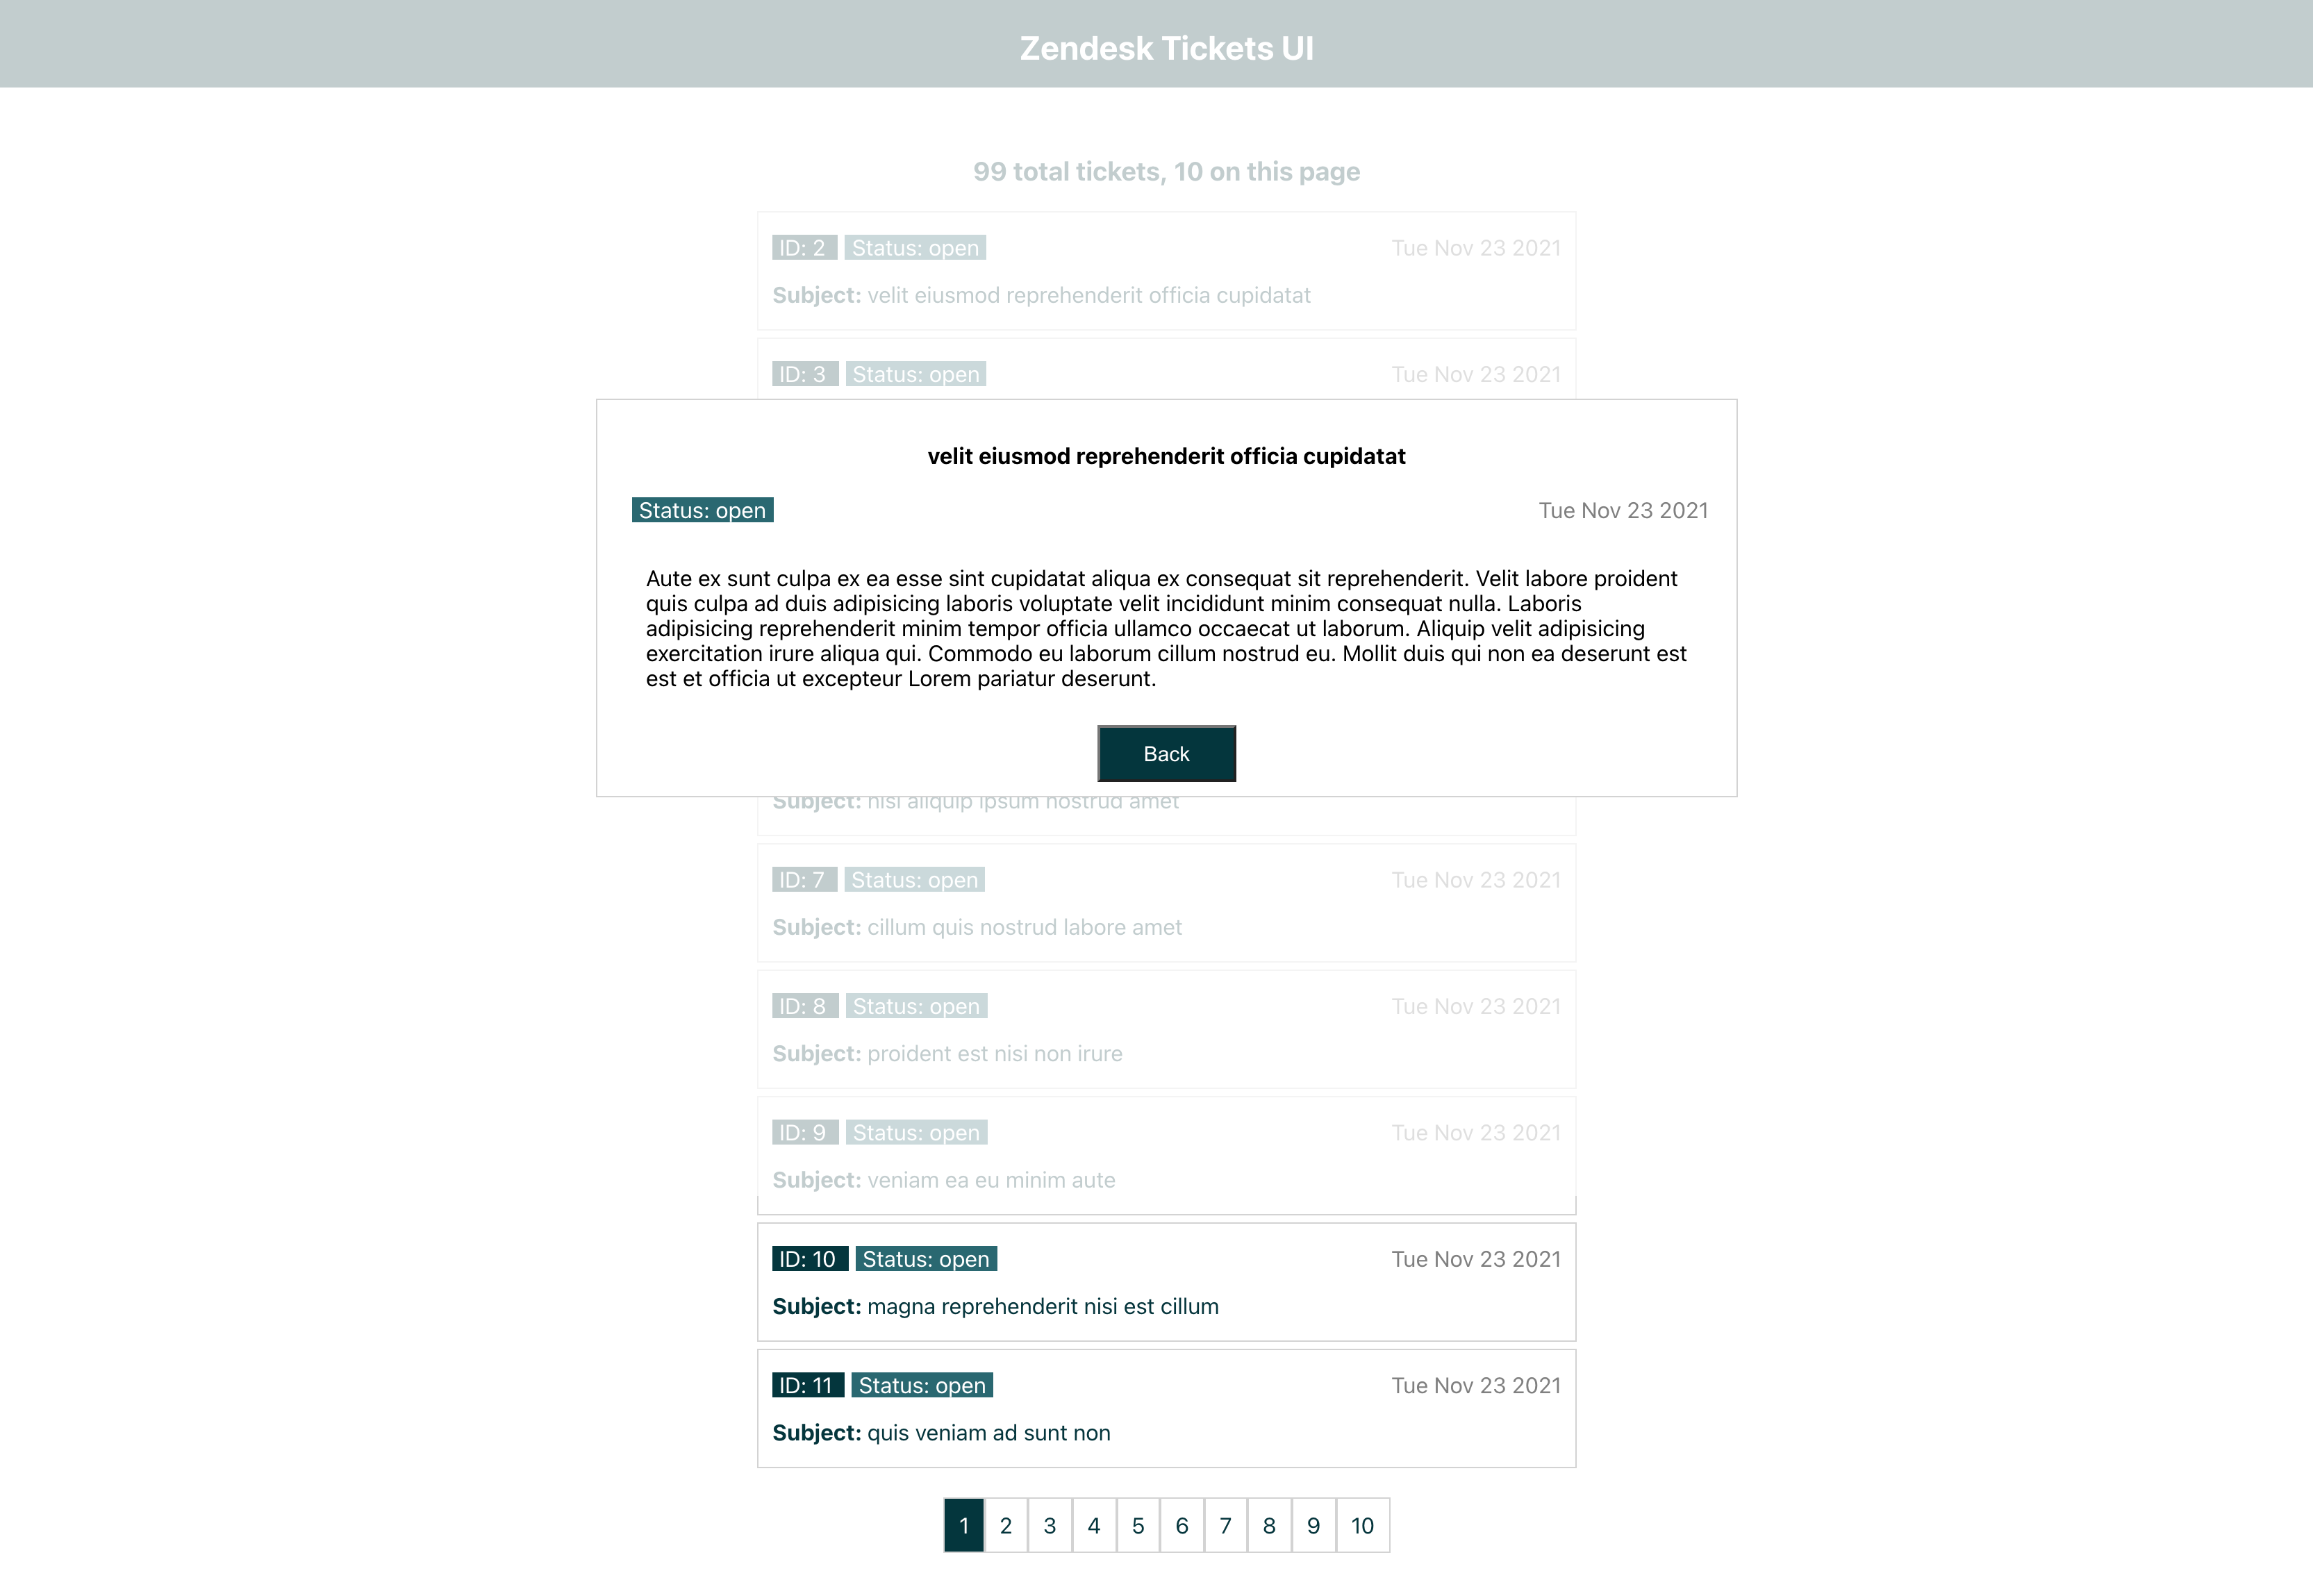 Zendesk Tickets UI
99 total tickets, 10 on this page
ID: 2 Status: open Tue Nov 23 2021
Subject: velit eiusmod reprehenderit officia cupidatat
ID: 3 Status: open Tue Nov 23 2021
velit eiusmod reprehenderit officia cupidatat
Status: open Tue Nov 23 2021
Aute ex sunt culpa ex ea esse sint cupidatat aliqua ex consequat sit reprehenderit. Velit labore proident
quis culpa ad duis adipisicing laboris voluptate velit incididunt minim consequat nulla. Laboris
adipisicing reprehenderit minim tempor officia ullamco occaecat ut laborum. Aliquip velit adipisicing
exercitation irure aliqua qui. Commodo eu laborum cillum nostrud eu. Mollit duis qui non ea deserunt est
est et officia ut excepteur Lorem pariatur deserunt.
Back
Subject: nisi aliquip ipsum nostrud amet
ID: 7 Status: open Tue Nov 23 2021
Subject: cillum quis nostrud labore amet
ID: 8 Status: open Tue Nov 23 2021
Subject: proident est nisi non irure
ID: 9 Status: open Tue Nov 23 2021
Subject: veniam ea eu minim aute
ID: 10 Status: open Tue Nov 23 2021
Subject: magna reprehenderit nisi est cillum
ID: 11 Status: open Tue Nov 23 2021
Subject: quis veniam ad sunt non
1 2 3 4 5 6 7 8 9 10